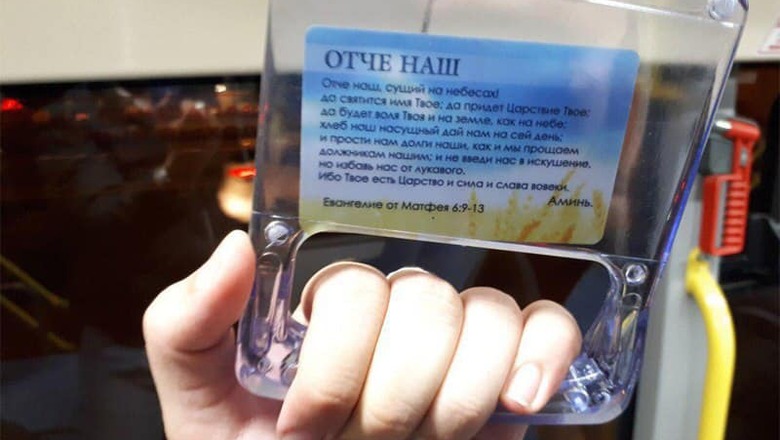 ОТЧЕ НАШ
Отче наш, сущий на небесах!
да святится имя Твое; да придет Царствие Твое;
да будет воля Твоя и на земле, как на небе;
хлеб наш насущный дай нам на сей день;
и прости нам долги наши, как и мы прощаем
должникам нашим; и не введи нас в искушение,
но избавь нас от лукавого.
Ибо Твое есть Царство и сила и слава вовеки.
Аминь.
Евангелие от Матфея 6:9-13